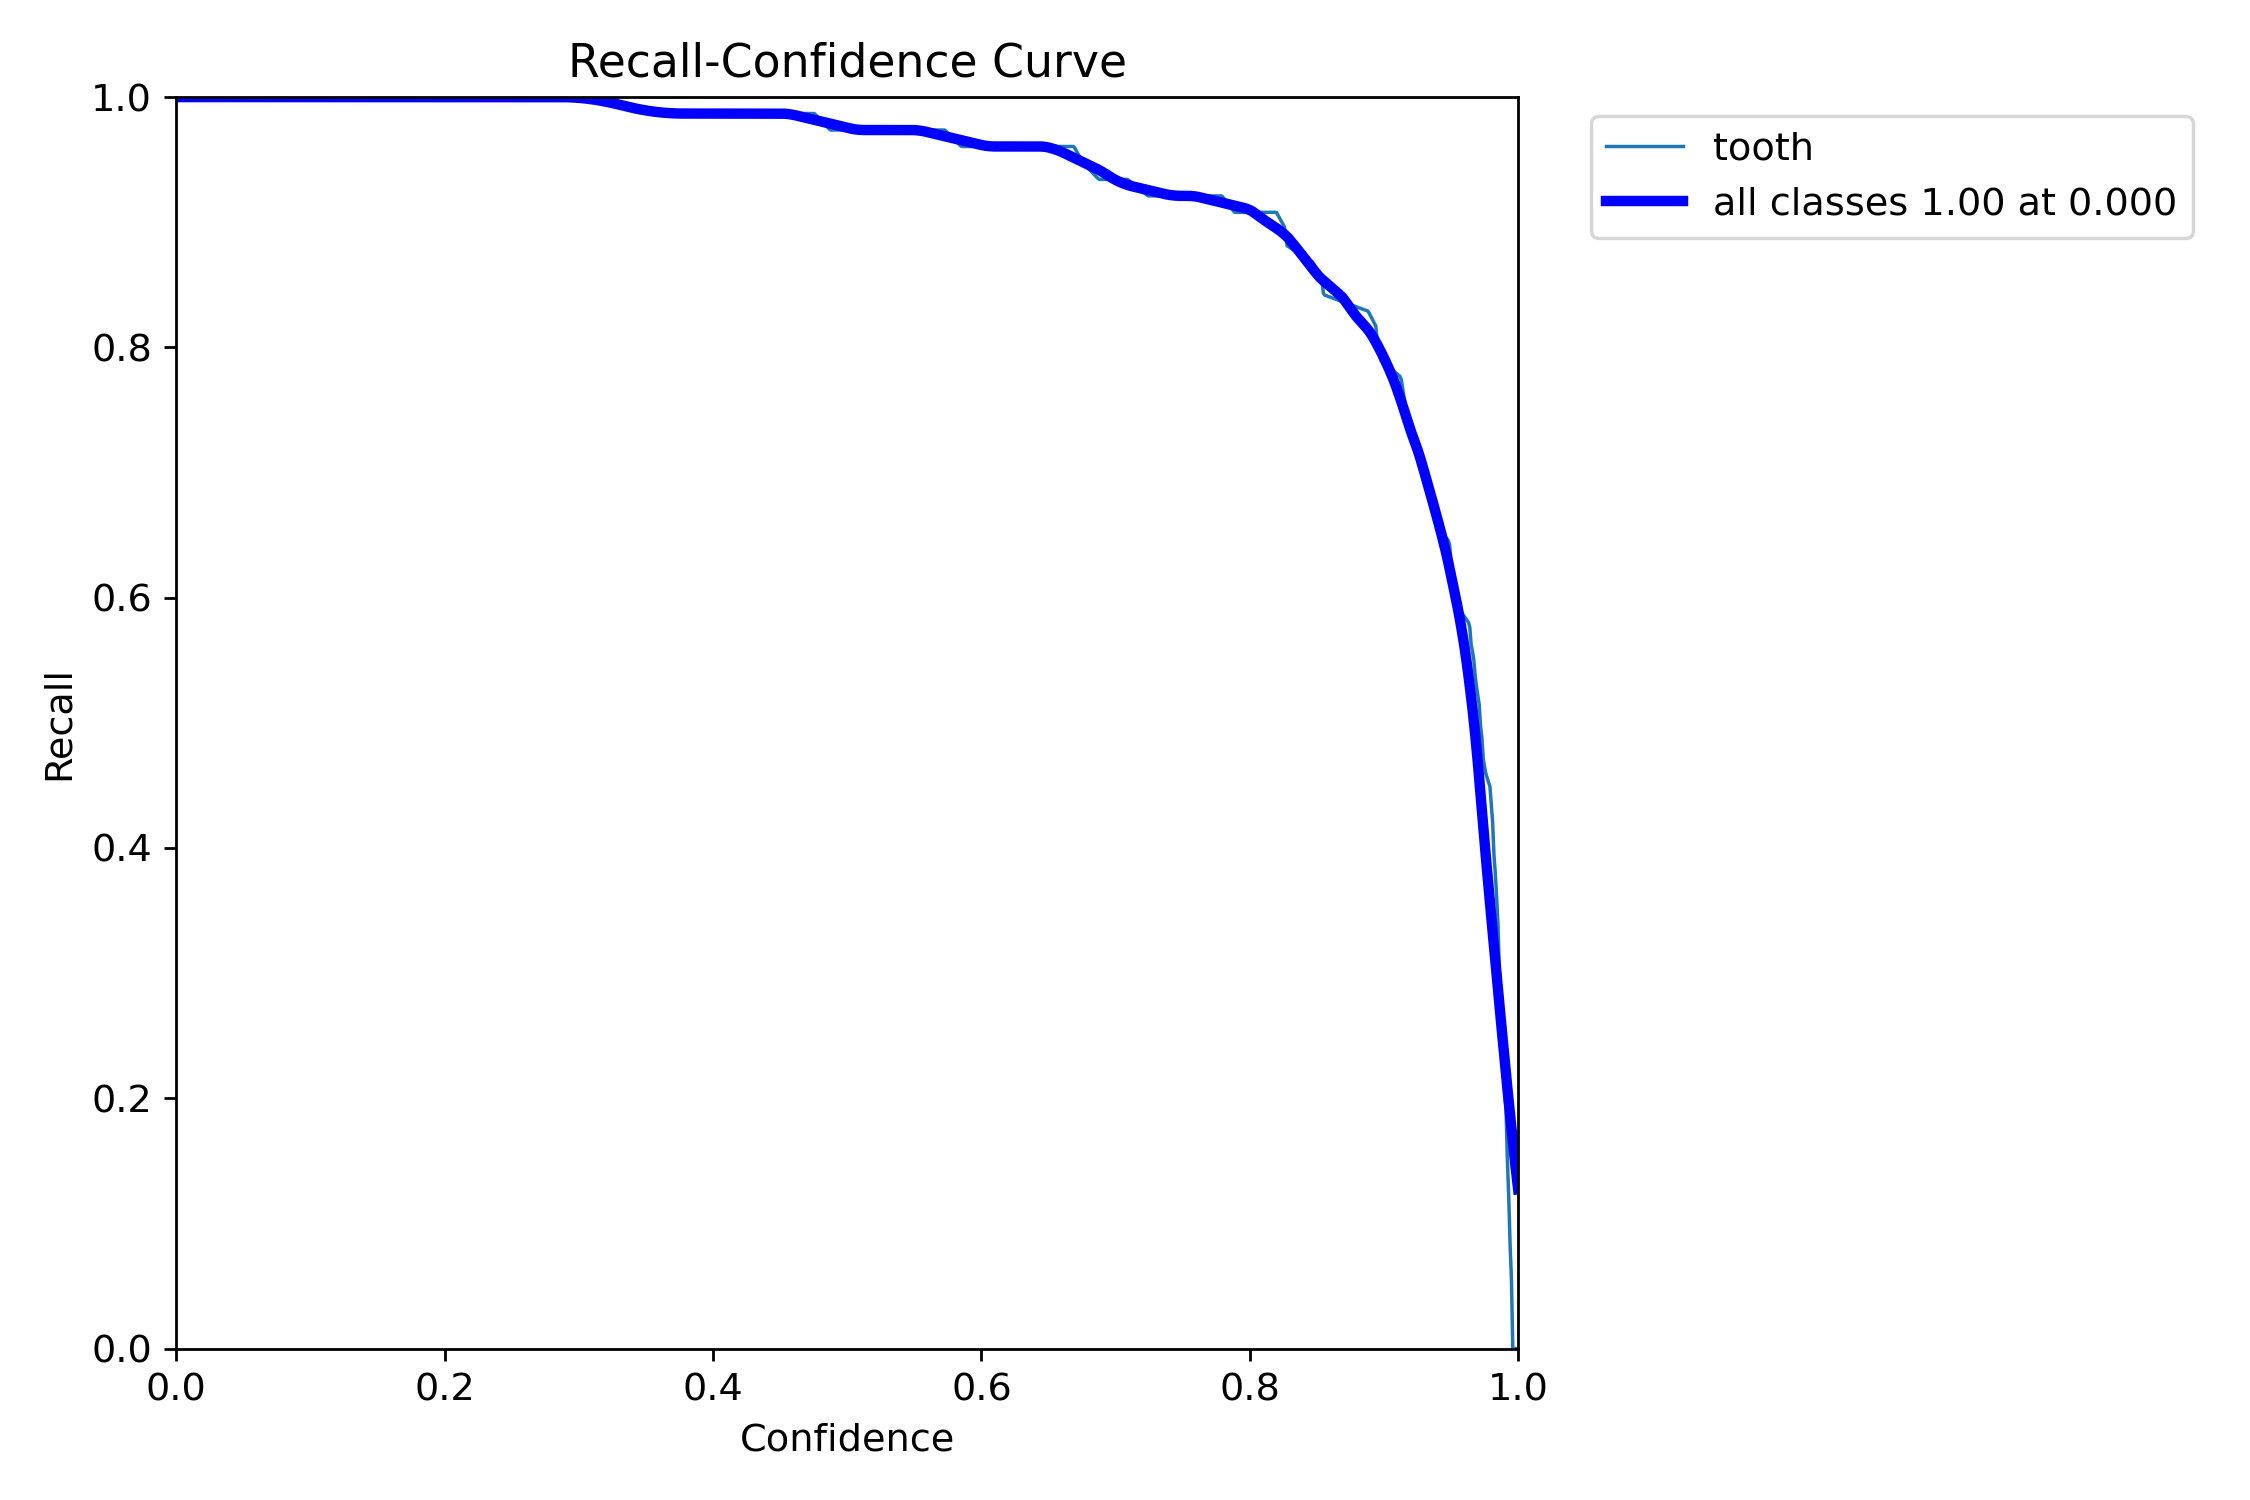 Recall-Confidence Curve
1.0
0.8
0.6
0.4
0.2
0.0
Recall
0.0 0.2 0.4 0.6 0.8 1.0
Confidence
tooth
all classes 1.00 at 0.000